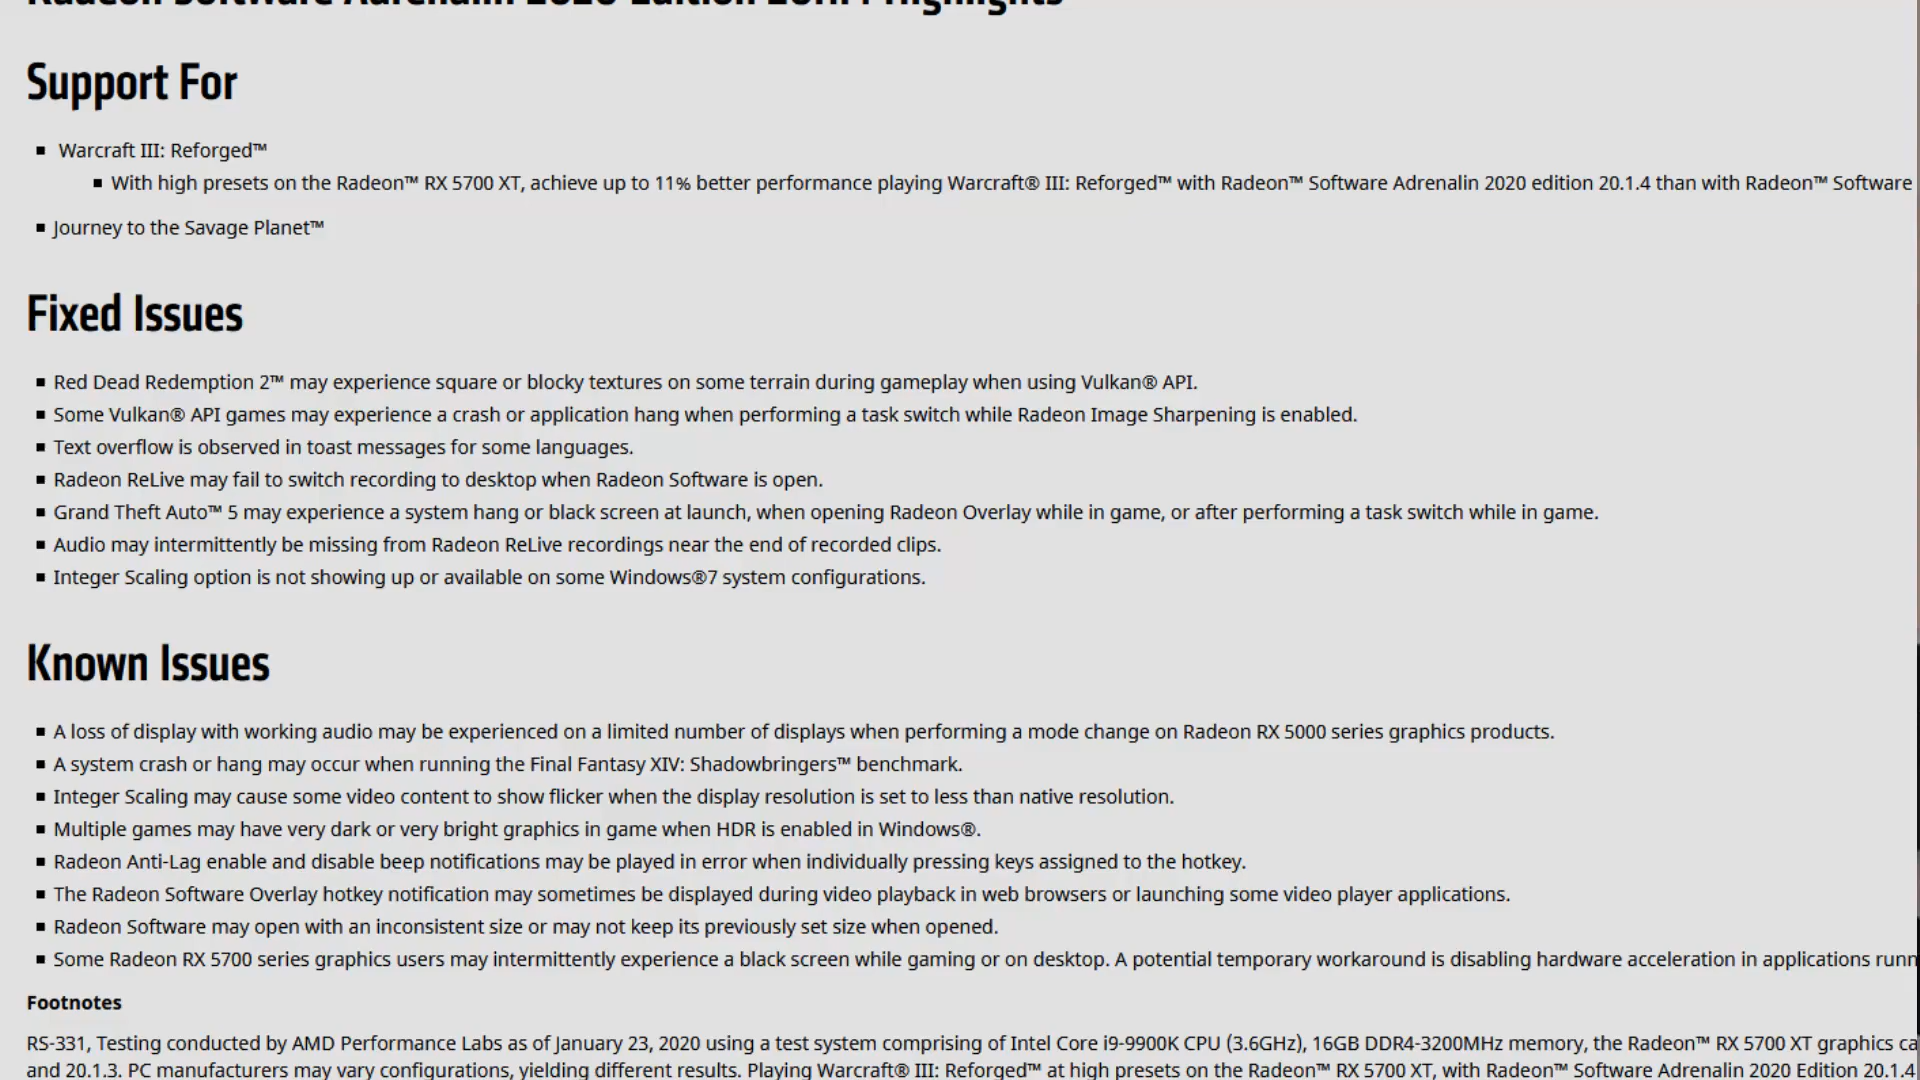 Radeon Software Adrenalin 2020 Edition 20.1.4 Highlights
Support For
Warcraft III: Reforged™
With high presets on the Radeon™ RX 5700 XT, achieve up to 11% better performance playing Warcraft® III: Reforged™ with Radeon™ Software Adrenalin 2020 edition 20.1.4 than with Radeon™ Software
Journey to the Savage Planet™
Fixed Issues
Red Dead Redemption 2™ may experience square or blocky textures on some terrain during gameplay when using Vulkan® API.
Some Vulkan® API games may experience a crash or application hang when performing a task switch while Radeon Image Sharpening is enabled.
Text overflow is observed in toast messages for some languages.
Radeon ReLive may fail to switch recording to desktop when Radeon Software is open.
Grand Theft Auto™ 5 may experience a system hang or black screen at launch, when opening Radeon Overlay while in game, or after performing a task switch while in game.
Audio may intermittently be missing from Radeon ReLive recordings near the end of recorded clips.
Integer Scaling option is not showing up or available on some Windows®7 system configurations.
Known Issues
A loss of display with working audio may be experienced on a limited number of displays when performing a mode change on Radeon RX 5000 series graphics products.
A system crash or hang may occur when running the Final Fantasy XIV: Shadowbringers™ benchmark.
Integer Scaling may cause some video content to show flicker when the display resolution is set to less than native resolution.
Multiple games may have very dark or very bright graphics in game when HDR is enabled in Windows®.
Radeon Anti-Lag enable and disable beep notifications may be played in error when individually pressing keys assigned to the hotkey.
The Radeon Software Overlay hotkey notification may sometimes be displayed during video playback in web browsers or launching some video player applications.
Radeon Software may open with an inconsistent size or may not keep its previously set size when opened.
Some Radeon RX 5700 series graphics users may intermittently experience a black screen while gaming or on desktop. A potential temporary workaround is disabling hardware acceleration in applications runn
Footnotes
RS-331, Testing conducted by AMD Performance Labs as of January 23, 2020 using a test system comprising of Intel Core i9-9900K CPU (3.6GHz), 16GB DDR4-3200MHz memory, the Radeon™ RX 5700 XT graphics ca
and 20.1.3. PC manufacturers may vary configurations, yielding different results. Playing Warcraft® III: Reforged™ at high presets on the Radeon™ RX 5700 XT, with Radeon™ Software Adrenalin 2020 Edition 20.1.4